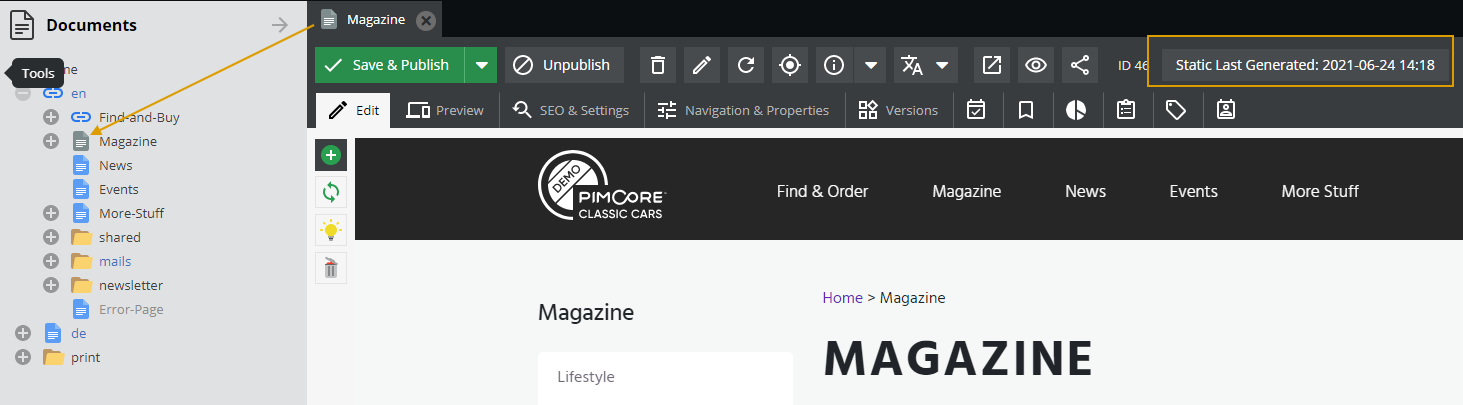 Documents
Magazine
Tools
me
Save & Publish
Unpublish
ID 46
Static Last Generated: 2021-06-24 14:18
en
Find-and-Buy
Edit
Preview
SEO & Settings
Navigation & Properties
Versions
Magazine
News
Events
More-Stuff
shared
mails
newsletter
Error-Page
de
print
DEMO
PIMCORE
CLASSIC CARS
Find & Order
Magazine
News
Events
More Stuff
Magazine
Lifestyle
Home > Magazine
MAGAZINE